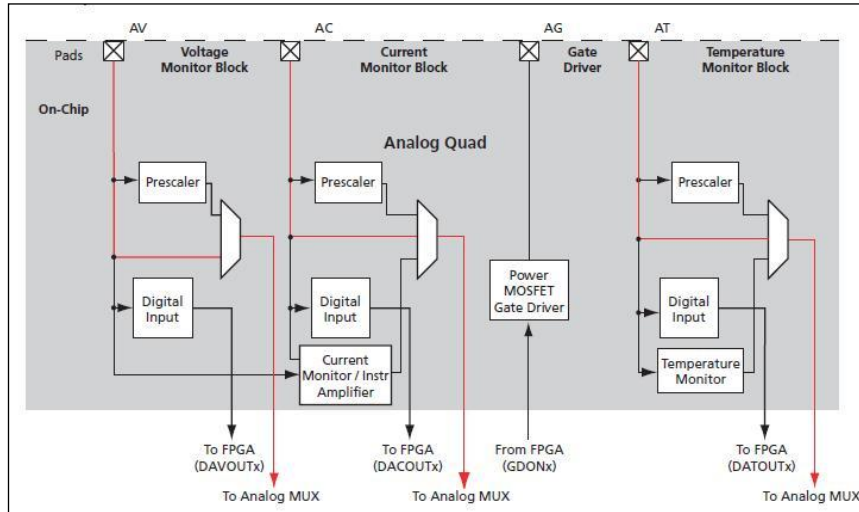 AV
AC
AG
AT
Pads
Voltage
Monitor Block
Current
Monitor Block
Gate
Driver
Temperature
Monitor Block
On-Chip
Analog Quad
Prescaler
Prescaler
Prescaler
Power
MOSFET
Gate Driver
Digital
Input
Digital
Input
Digital
Input
Current
Monitor / Instr
Amplifier
Temperature
Monitor
To FPGA
(DAVOUTx)
To FPGA
(DACOUTx)
From FPGA
(GDONx)
To FPGA
(DATOUTx)
To Analog MUX
To Analog MUX
To Analog MUX